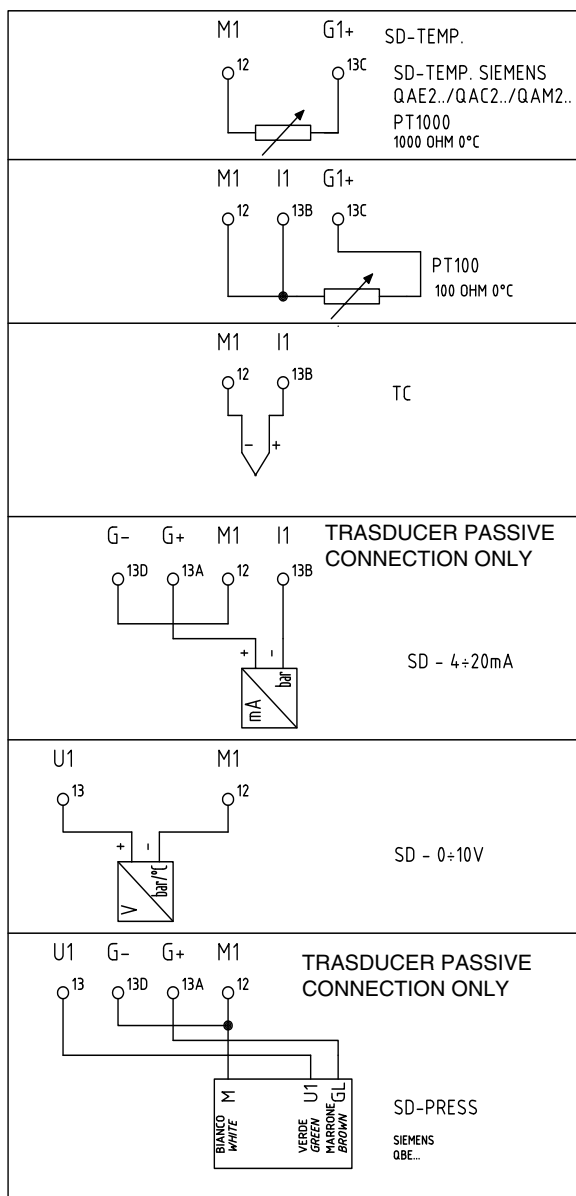 M1 G1+ SD-TEMP.
12 13C
SD-TEMP. SIEMENS
QAE2../QAC2../QAM2..
PT1000
1000 OHM 0°C
M1 I1 G1+
12 13B 13C
PT100
100 OHM 0°C
M1 I1
12 13B
TC
- +
G- G+ M1 I1
TRASDUCER PASSIVE
CONNECTION ONLY
13D 13A 12 13B
+ -
mA bar
SD - 4÷20mA
U1 M1
13 12
+ -
V bar/°C
SD - 0÷10V
U1 G- G+ M1
TRASDUCER PASSIVE
CONNECTION ONLY
13 13D 13A 12
M U1 GL
BIANCO
WHITE
VERDE
GREEN
MARRONE
BROWN
SD-PRESS
SIEMENS
QBE...